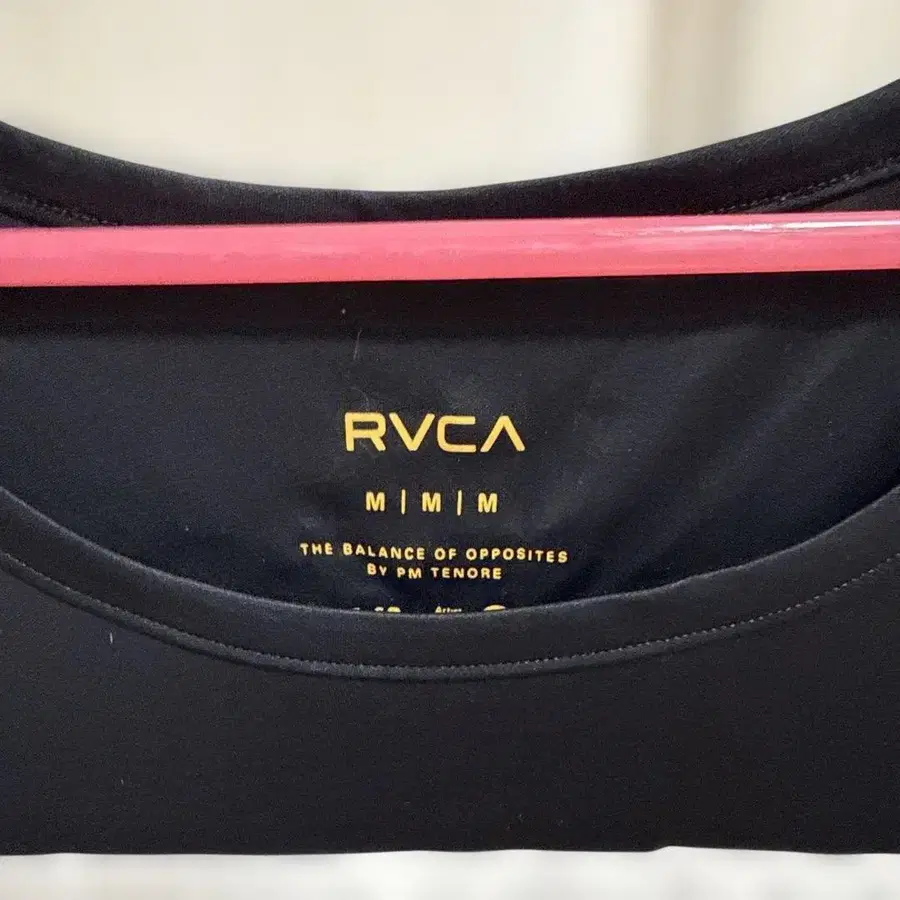 RVCA
M | M | M
THE BALANCE OF OPPOSITES
BY PM TENORE